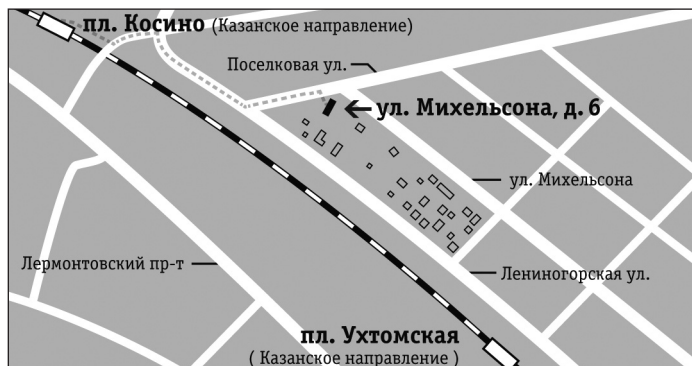 пл. Косино (Казанское направление)
Поселковая ул.
ул. Михельсона, д. 6
ул. Михельсона
Лермонтовский пр-т
Лениногорская ул.
пл. Ухтомская
( Казанское направление )